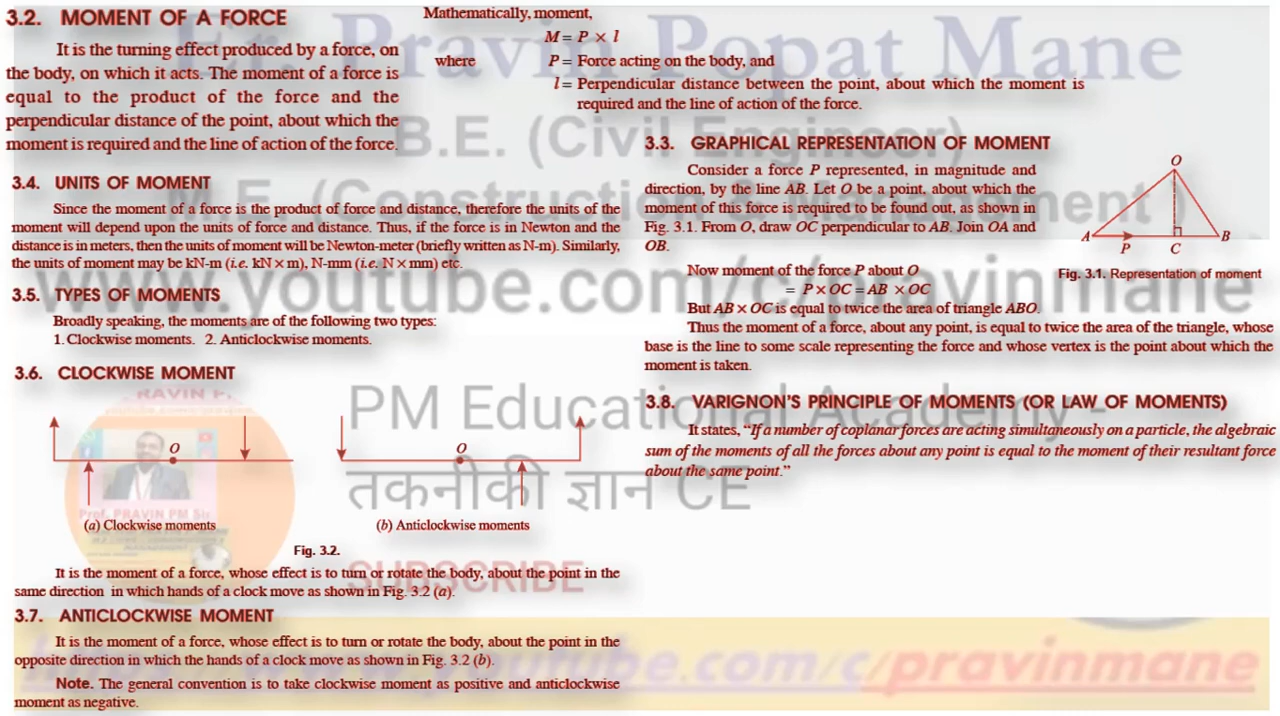 3.2. MOMENT OF A FORCE
It is the turning effect produced by a force, on
the body, on which it acts. The moment of a force is
equal to the product of the force and the
perpendicular distance of the point, about which the
moment is required and the line of action of the force.
Mathematically, moment,
M = P × l
where P = Force acting on the body, and
l = Perpendicular distance between the point, about which the moment is
required and the line of action of the force.
3.3. GRAPHICAL REPRESENTATION OF MOMENT
Consider a force P represented, in magnitude and
direction, by the line AB. Let O be a point, about which the
moment of this force is required to be found out, as shown in
Fig. 3.1. From O, draw OC perpendicular to AB. Join OA and
OB.
Now moment of the force P about O
= P × OC = AB × OC
But AB × OC is equal to twice the area of triangle ABO.
Thus the moment of a force, about any point, is equal to twice the area of the triangle, whose
base is the line to some scale representing the force and whose vertex is the point about which the
moment is taken.
O
A
P
C
B
Fig. 3.1. Representation of moment
3.4. UNITS OF MOMENT
Since the moment of a force is the product of force and distance, therefore the units of the
moment will depend upon the units of force and distance. Thus, if the force is in Newton and the
distance is in meters, then the units of moment will be Newton-meter (briefly written as N-m). Similarly,
the units of moment may be kN-m (i.e. kN × m), N-mm (i.e. N × mm) etc.
3.5. TYPES OF MOMENTS
Broadly speaking, the moments are of the following two types:
1. Clockwise moments. 2. Anticlockwise moments.
3.6. CLOCKWISE MOMENT
O
O
(a) Clockwise moments
(b) Anticlockwise moments
Fig. 3.2.
It is the moment of a force, whose effect is to turn or rotate the body, about the point in the
same direction in which hands of a clock move as shown in Fig. 3.2 (a).
3.7. ANTICLOCKWISE MOMENT
It is the moment of a force, whose effect is to turn or rotate the body, about the point in the
opposite direction in which the hands of a clock move as shown in Fig. 3.2 (b).
Note. The general convention is to take clockwise moment as positive and anticlockwise
moment as negative.
3.8. VARIGNON'S PRINCIPLE OF MOMENTS (OR LAW OF MOMENTS)
It states, “If a number of coplanar forces are acting simultaneously on a particle, the algebraic
sum of the moments of all the forces about any point is equal to the moment of their resultant force
about the same point.”
Er. Pravin Popat Mane
B.E. (Civil Engineer)
M.E. (Construction & Management)
www.youtube.com/c/pravinmane
PM Educational Academy -
तकनीकी ज्ञान CE
SUBSCRIBE
Prof. PRAVIN PM Sir
.com/c/pravinmane